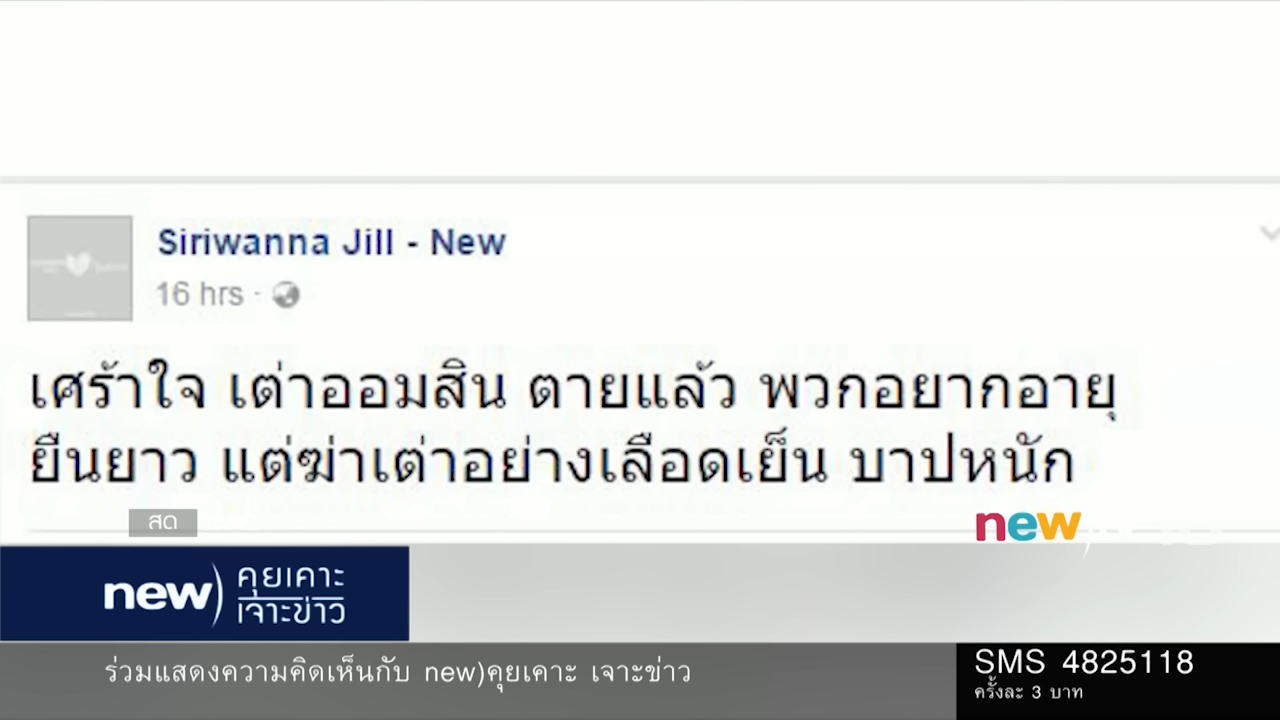 Siriwanna Jill - New
16 hrs ·
เศร้าใจ เต่าออมสิน ตายแล้ว พวกอยากอายุ
ยืนยาว แต่ฆ่าเต่าอย่างเลือดเย็น บาปหนัก
สด
new
new) คุยเคาะ
เจาะข่าว
ร่วมแสดงความคิดเห็นกับ new)คุยเคาะ เจาะข่าว
SMS 4825118
ครั้งละ 3 บาท